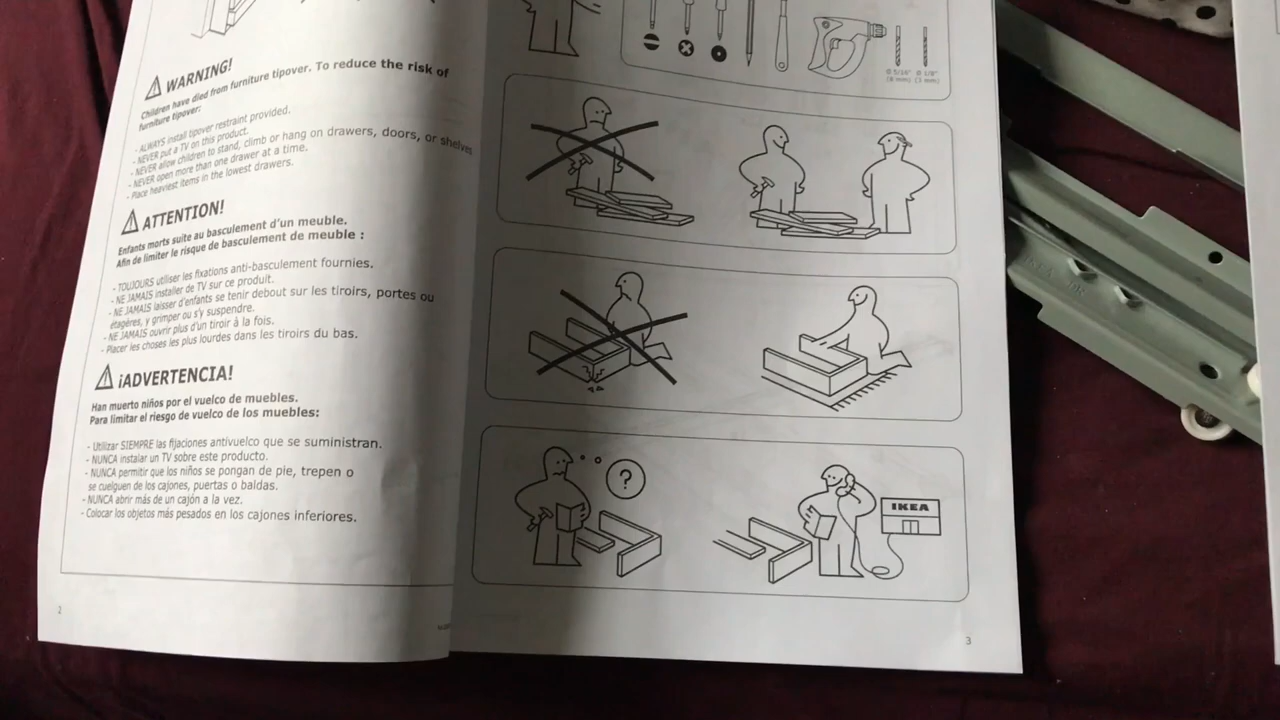 WARNING!
Children have died from furniture tipover. To reduce the risk of
furniture tipover:
- ALWAYS install tipover restraint provided.
- NEVER put a TV on this product.
- NEVER allow children to stand, climb or hang on drawers, doors, or shelves
- NEVER open more than one drawer at a time.
- Place heaviest items in the lowest drawers.
ATTENTION!
Enfants morts suite au basculement d'un meuble.
Afin de limiter le risque de basculement de meuble :
- TOUJOURS utiliser les fixations anti-basculement fournies.
- NE JAMAIS installer de TV sur ce produit.
- NE JAMAIS laisser d'enfants se tenir debout sur les tiroirs, portes ou
étagères, y grimper ou s'y suspendre.
- NE JAMAIS ouvrir plus d'un tiroir à la fois.
- Placer les choses les plus lourdes dans les tiroirs du bas.
¡ADVERTENCIA!
Han muerto niños por el vuelco de muebles.
Para limitar el riesgo de vuelco de los muebles:
- Utilizar SIEMPRE las fijaciones antivuelco que se suministran.
- NUNCA instalar un TV sobre este producto.
- NUNCA permitir que los niños se pongan de pie, trepen o
se cuelguen de los cajones, puertas o baldas.
- NUNCA abrir más de un cajón a la vez.
- Colocar los objetos más pesados en los cajones inferiores.
2
Ø 5/16" Ø 1/8"
(8 mm) (3 mm)
?
IKEA
3
IKEA